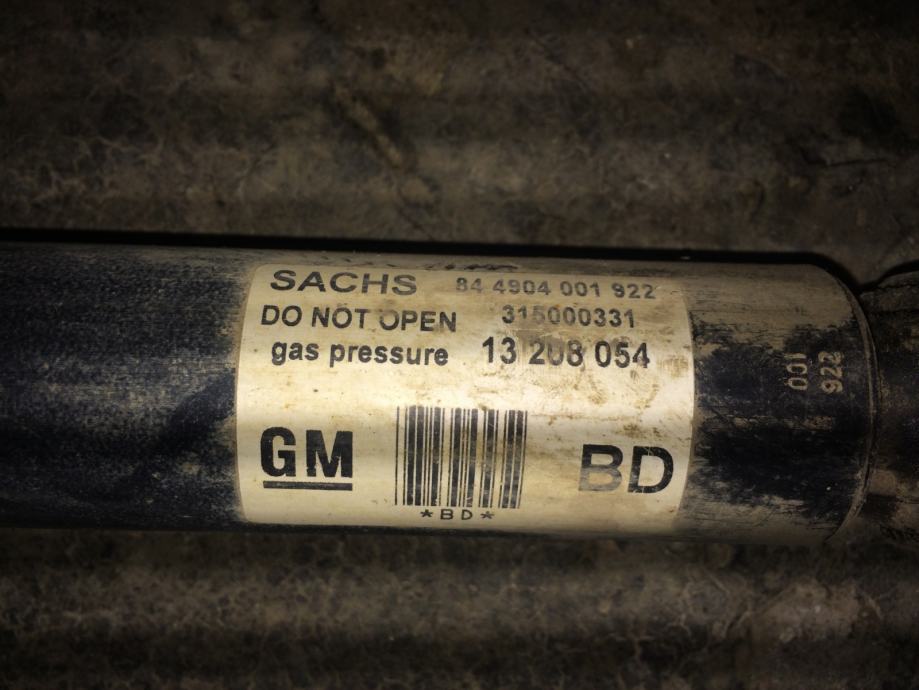 SACHS 84 4904 001 922
DO NOT OPEN 315000331
gas pressure 13 208 054
GM BD
*BD*
001
922